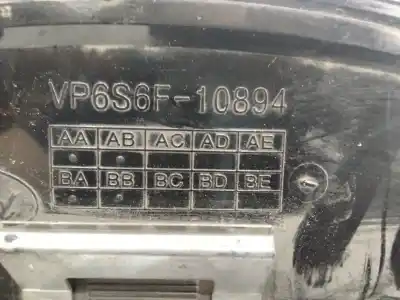 VP6S6F-10894
AA AB AC AD AE
BA BB BC BD BE